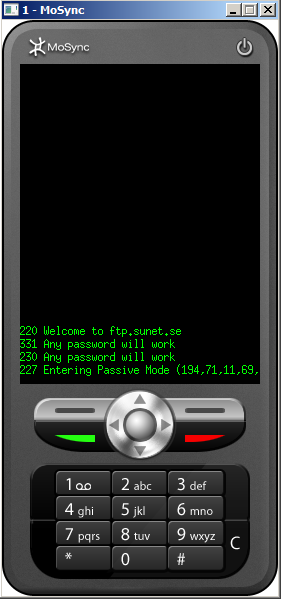 1 - MoSync
MoSync
220 Welcome to ftp.sunet.se
331 Any password will work
230 Any password will work
227 Entering Passive Mode (194,71,11,69,
1 2 abc 3 def
4 ghi 5 jkl 6 mno
7 pqrs 8 tuv 9 wxyz
C
* 0 #